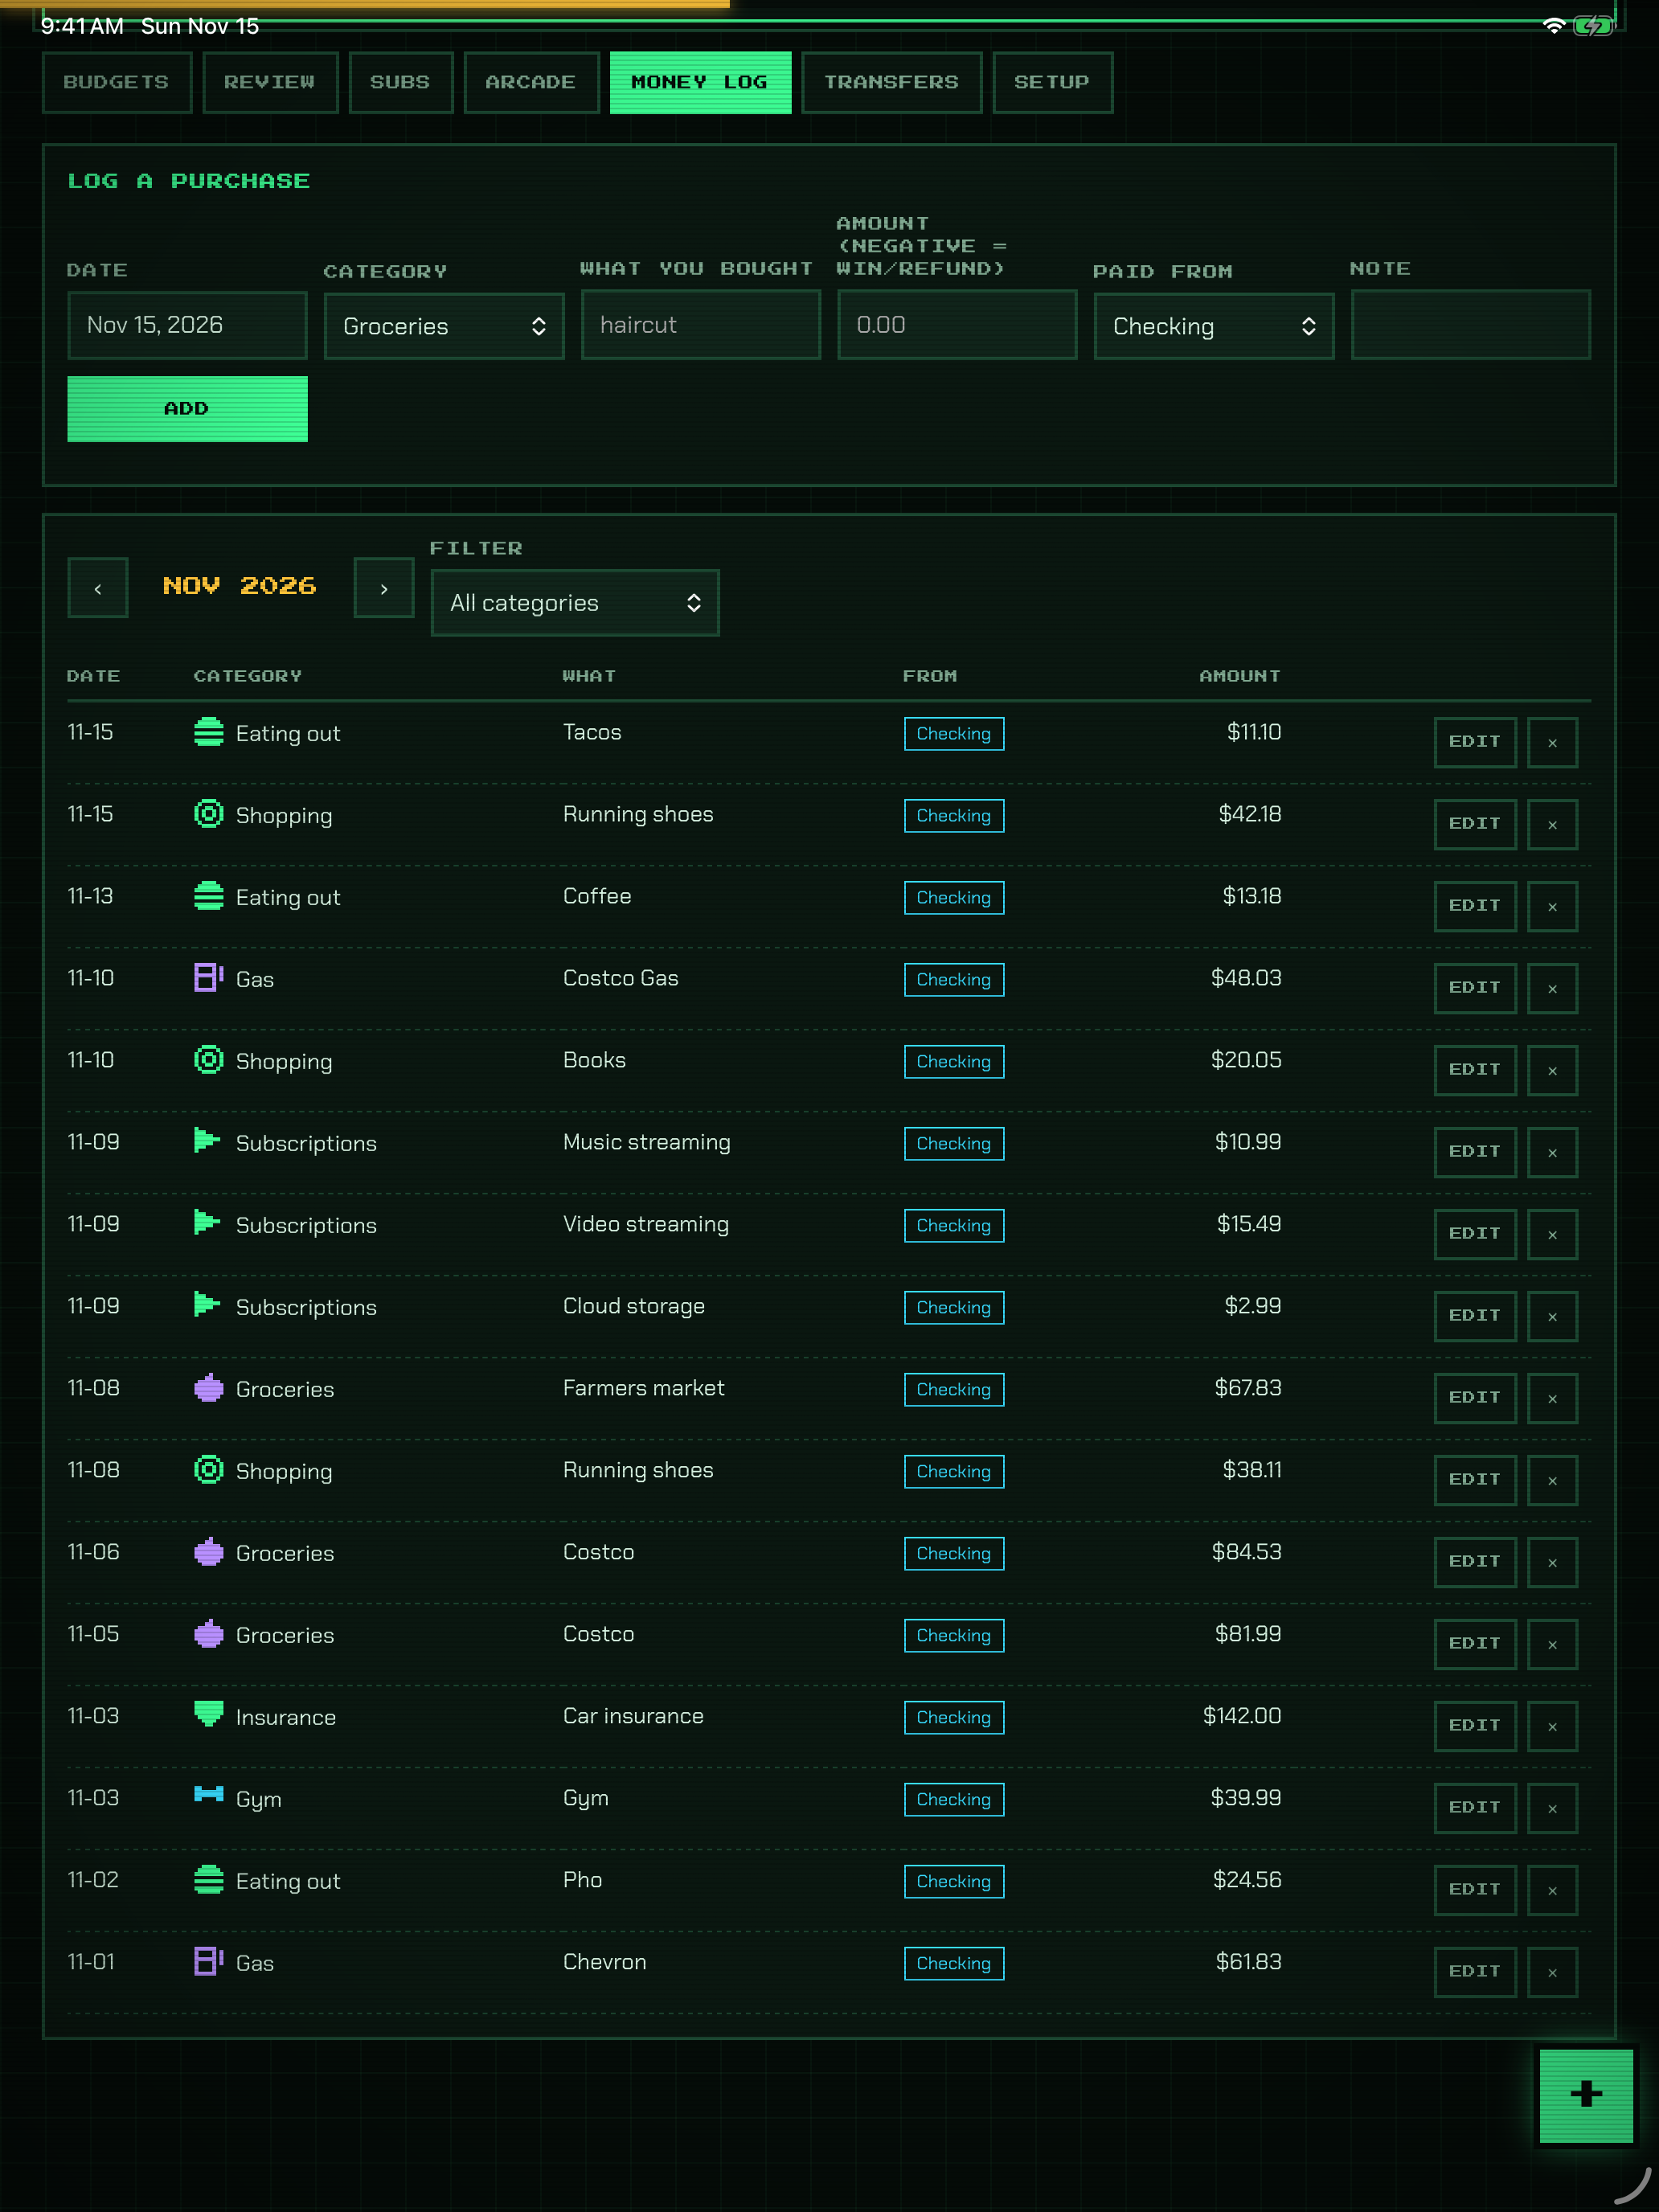 9:41 AM Sun Nov 15
BUDGETS REVIEW SUBS ARCADE MONEY LOG TRANSFERS SETUP
LOG A PURCHASE
DATE CATEGORY WHAT YOU BOUGHT AMOUNT (NEGATIVE = WIN/REFUND) PAID FROM NOTE
Nov 15, 2026 Groceries haircut 0.00 Checking
ADD
FILTER
‹ NOV 2026 › All categories
DATE CATEGORY WHAT FROM AMOUNT
11-15 Eating out Tacos Checking $11.10 EDIT ×
11-15 Shopping Running shoes Checking $42.18 EDIT ×
11-13 Eating out Coffee Checking $13.18 EDIT ×
11-10 Gas Costco Gas Checking $48.03 EDIT ×
11-10 Shopping Books Checking $20.05 EDIT ×
11-09 Subscriptions Music streaming Checking $10.99 EDIT ×
11-09 Subscriptions Video streaming Checking $15.49 EDIT ×
11-09 Subscriptions Cloud storage Checking $2.99 EDIT ×
11-08 Groceries Farmers market Checking $67.83 EDIT ×
11-08 Shopping Running shoes Checking $38.11 EDIT ×
11-06 Groceries Costco Checking $84.53 EDIT ×
11-05 Groceries Costco Checking $81.99 EDIT ×
11-03 Insurance Car insurance Checking $142.00 EDIT ×
11-03 Gym Gym Checking $39.99 EDIT ×
11-02 Eating out Pho Checking $24.56 EDIT ×
11-01 Gas Chevron Checking $61.83 EDIT ×
+